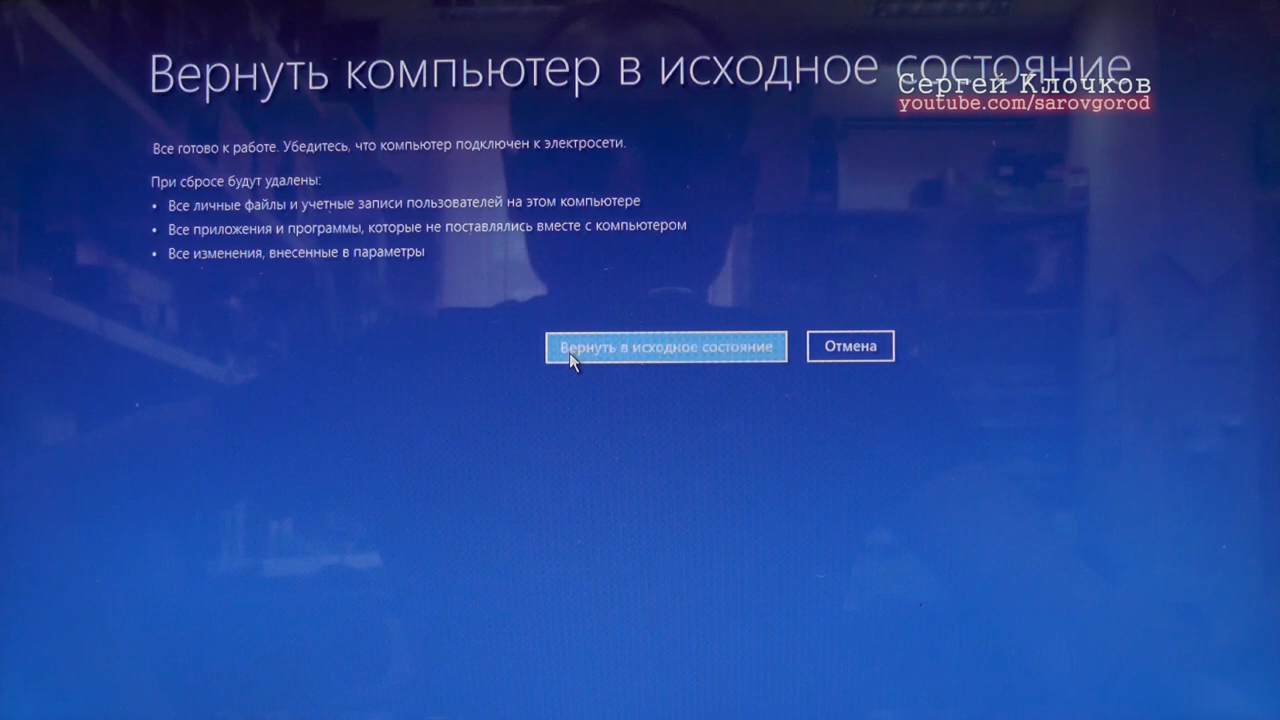 Вернуть компьютер в исходное состояние
Сергей Клочков
youtube.com/sarovgorod
Все готово к работе. Убедитесь, что компьютер подключен к электросети.
При сбросе будут удалены:
• Все личные файлы и учетные записи пользователей на этом компьютере
• Все приложения и программы, которые не поставлялись вместе с компьютером
• Все изменения, внесенные в параметры
Вернуть в исходное состояние Отмена